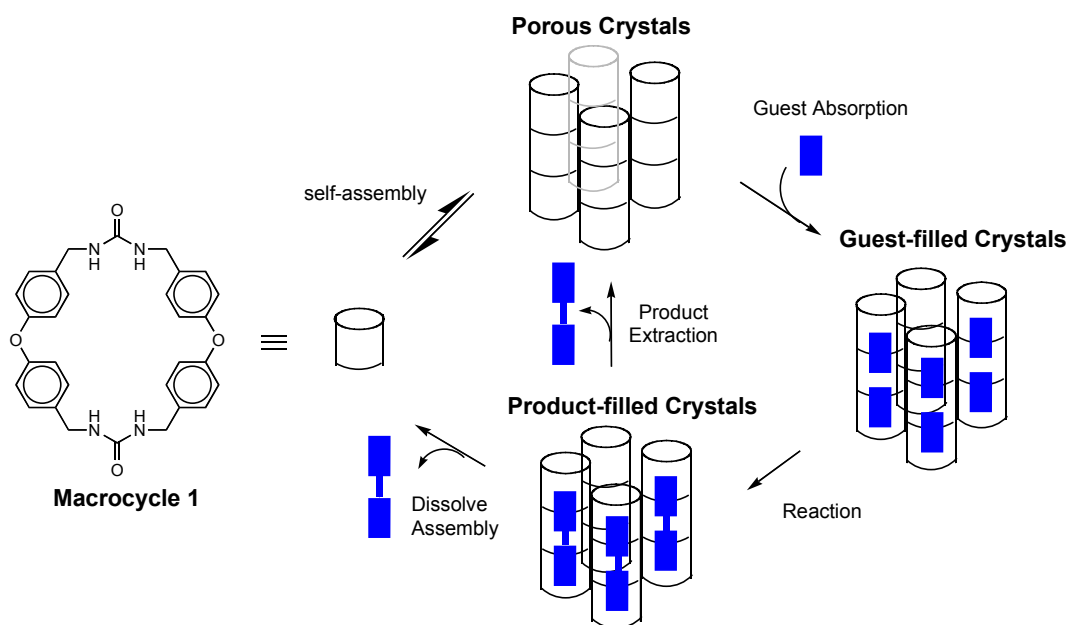 Porous Crystals
Guest Absorption
self-assembly
O
N
H
N
H
Guest-filled Crystals
Product
Extraction
O
O
Product-filled Crystals
H
N
H
N
O
Macrocycle 1
Dissolve
Assembly
Reaction